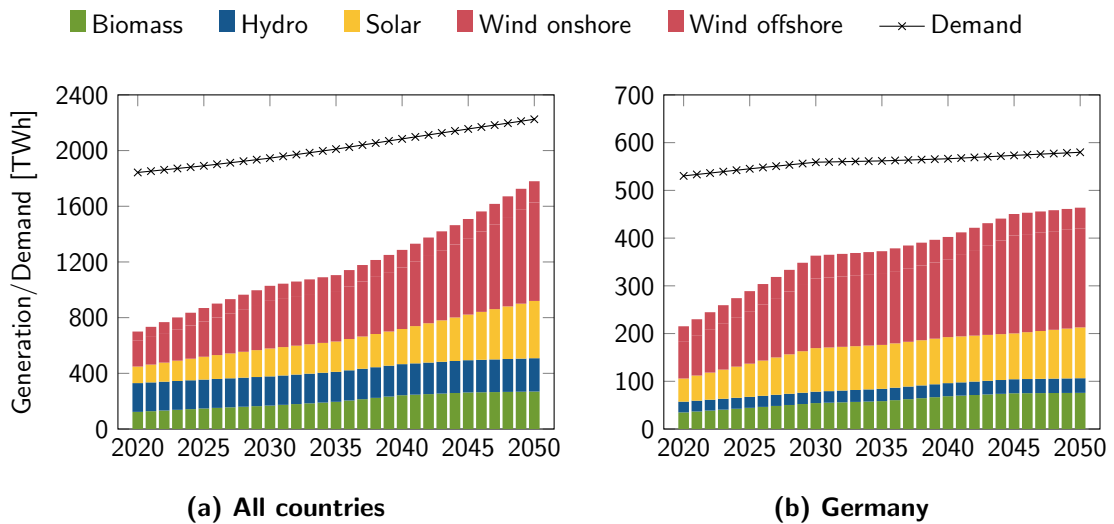 Biomass Hydro Solar Wind onshore Wind offshore Demand
Generation/Demand [TWh]
2400
2000
1600
1200
800
400
0
2020 2025 2030 2035 2040 2045 2050
(a) All countries
700
600
500
400
300
200
100
0
2020 2025 2030 2035 2040 2045 2050
(b) Germany